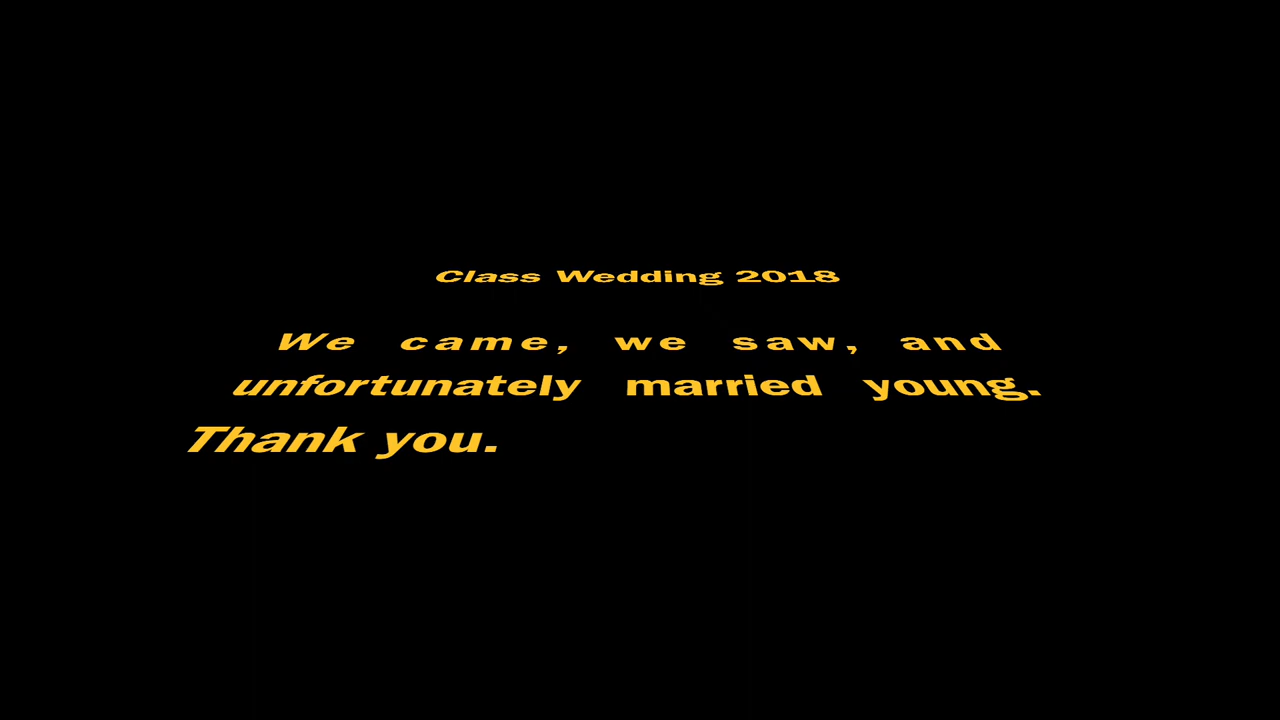 Class Wedding 2018
We came, we saw, and
unfortunately married young.
Thank you.